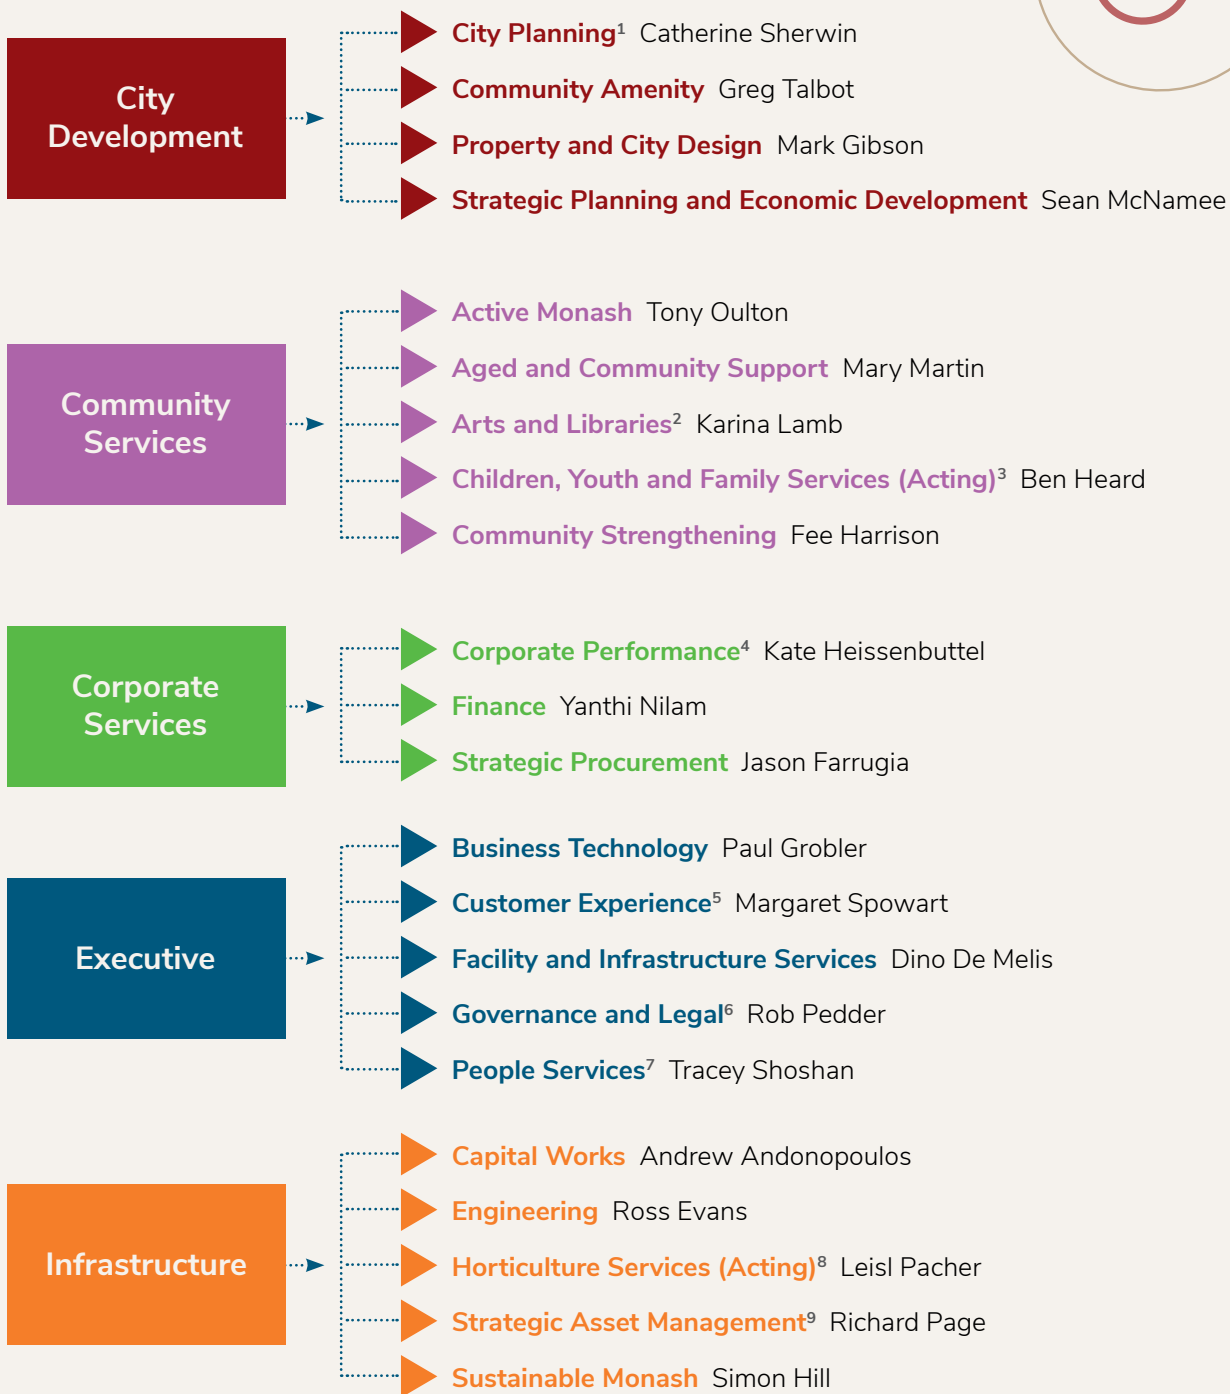 City
Development
City Planning¹ Catherine Sherwin
Community Amenity Greg Talbot
Property and City Design Mark Gibson
Strategic Planning and Economic Development Sean McNamee
Community
Services
Active Monash Tony Oulton
Aged and Community Support Mary Martin
Arts and Libraries² Karina Lamb
Children, Youth and Family Services (Acting)³ Ben Heard
Community Strengthening Fee Harrison
Corporate
Services
Corporate Performance⁴ Kate Heissenbuttel
Finance Yanthi Nilam
Strategic Procurement Jason Farrugia
Executive
Business Technology Paul Grobler
Customer Experience⁵ Margaret Spowart
Facility and Infrastructure Services Dino De Melis
Governance and Legal⁶ Rob Pedder
People Services⁷ Tracey Shoshan
Infrastructure
Capital Works Andrew Andonopoulos
Engineering Ross Evans
Horticulture Services (Acting)⁸ Leisl Pacher
Strategic Asset Management⁹ Richard Page
Sustainable Monash Simon Hill